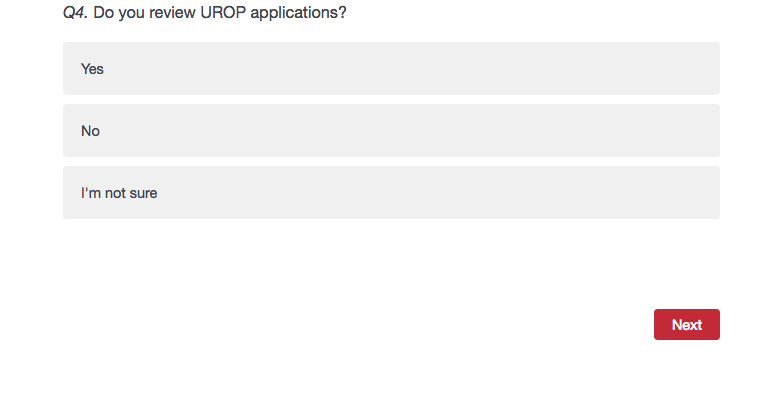 Q4. Do you review UROP applications?
Yes
No
I'm not sure
Next